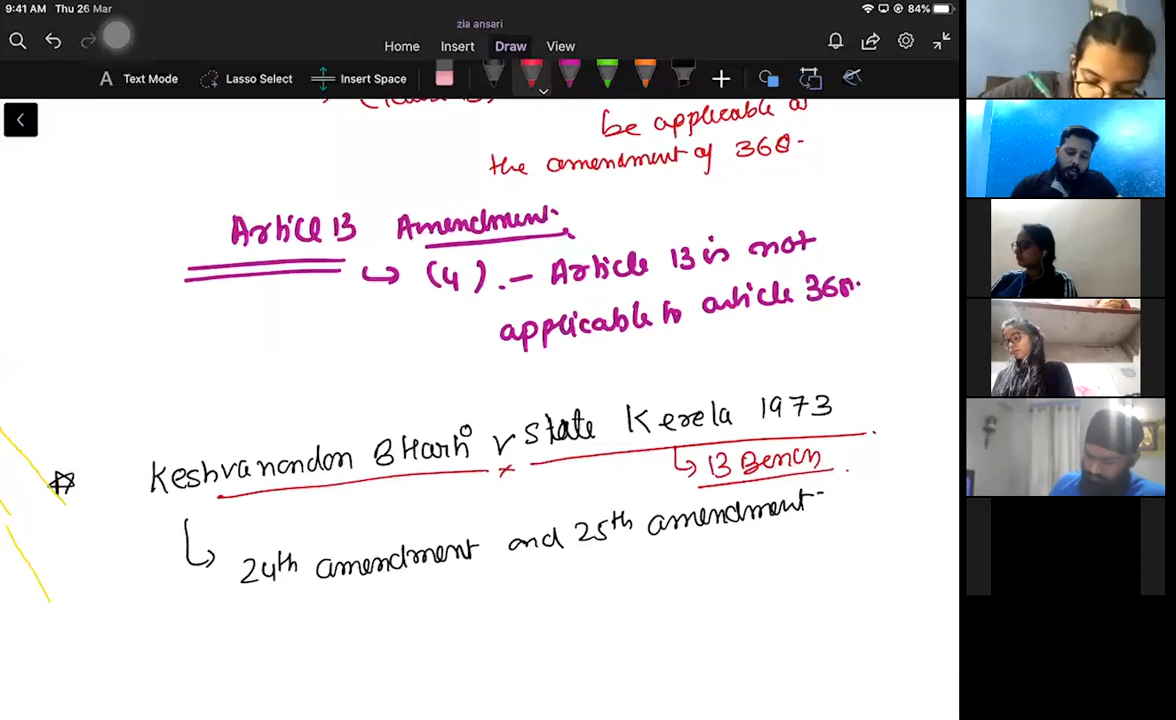 9:41 AM Thu 26 Mar
84%
zia ansari
Home Insert Draw View
Text Mode Lasso Select Insert Space
be applicable
the amendment of 368.
Article 13 Amendment.
(4). - Article 13 is not
applicable to article 368.
Keshvanandan Bharti v State Kerela 1973
13 Bench.
24th amendment and 25th amendment